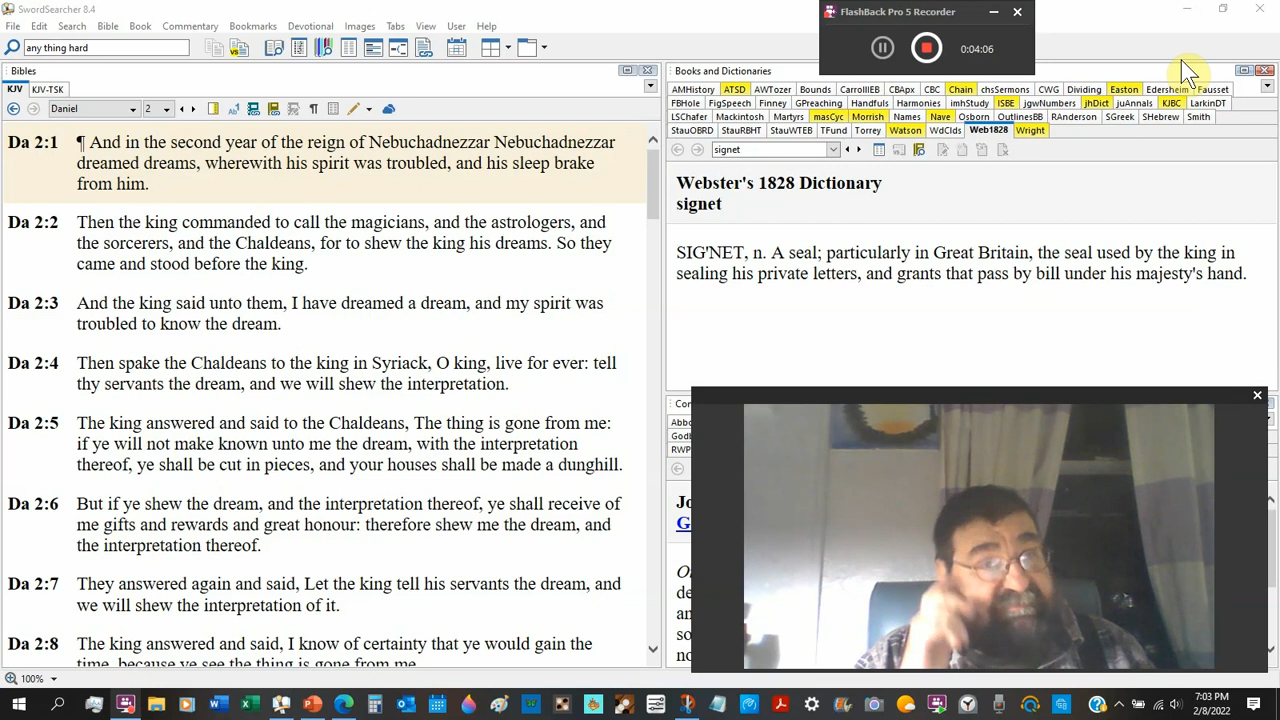 SwordSearcher 8.4
File Edit Search Bible Book Commentary Bookmarks Devotional Images Tabs View User Help
any thing hard
FlashBack Pro 5 Recorder
0:04:06
Bibles
KJV KJV-TSK
Daniel 2
Da 2:1 ¶ And in the second year of the reign of Nebuchadnezzar Nebuchadnezzar
dreamed dreams, wherewith his spirit was troubled, and his sleep brake
from him.
Da 2:2 Then the king commanded to call the magicians, and the astrologers, and
the sorcerers, and the Chaldeans, for to shew the king his dreams. So they
came and stood before the king.
Da 2:3 And the king said unto them, I have dreamed a dream, and my spirit was
troubled to know the dream.
Da 2:4 Then spake the Chaldeans to the king in Syriack, O king, live for ever: tell
thy servants the dream, and we will shew the interpretation.
Da 2:5 The king answered and said to the Chaldeans, The thing is gone from me:
if ye will not make known unto me the dream, with the interpretation
thereof, ye shall be cut in pieces, and your houses shall be made a dunghill.
Da 2:6 But if ye shew the dream, and the interpretation thereof, ye shall receive of
me gifts and rewards and great honour: therefore shew me the dream, and
the interpretation thereof.
Da 2:7 They answered again and said, Let the king tell his servants the dream, and
we will shew the interpretation of it.
Da 2:8 The king answered and said, I know of certainty that ye would gain the
time, because ye see the thing is gone from me.
100%
Books and Dictionaries
AMHistory ATSD AWTozer Bounds CarrollEB CBApx CBC Chain chsSermons CWG Dividing Easton Edersheim Fausset
FBHole FigSpeech Finney GPreaching Handfuls Harmonies imhStudy ISBE jgwNumbers jhDict juAnnals KJBC LarkinDT
LSChafer Mackintosh Martyrs masCyc Morrish Names Nave Osborn OutlinesBB RAnderson SGreek SHebrew Smith
StauOBRD StauRBHT StauWTEB TFund Torrey Watson WdClds Web1828 Wright
signet
Webster's 1828 Dictionary
signet
SIG'NET, n. A seal; particularly in Great Britain, the seal used by the king in
sealing his private letters, and grants that pass by bill under his majesty's hand.
7:03 PM
2/8/2022